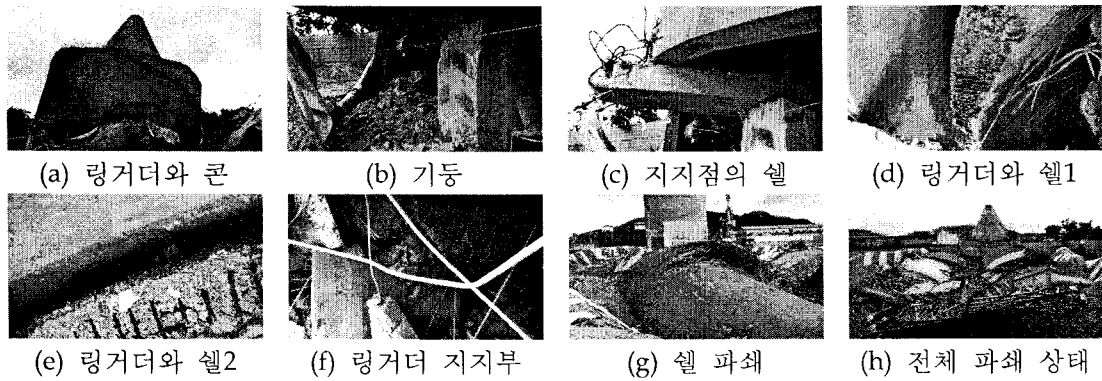 (a) 링거더와 콘
(b) 기둥
(c) 지지점의 쉘
(d) 링거더와 쉘1
(e) 링거더와 쉘2
(f) 링거더 지지부
(g) 쉘 파쇄
(h) 전체 파쇄 상태